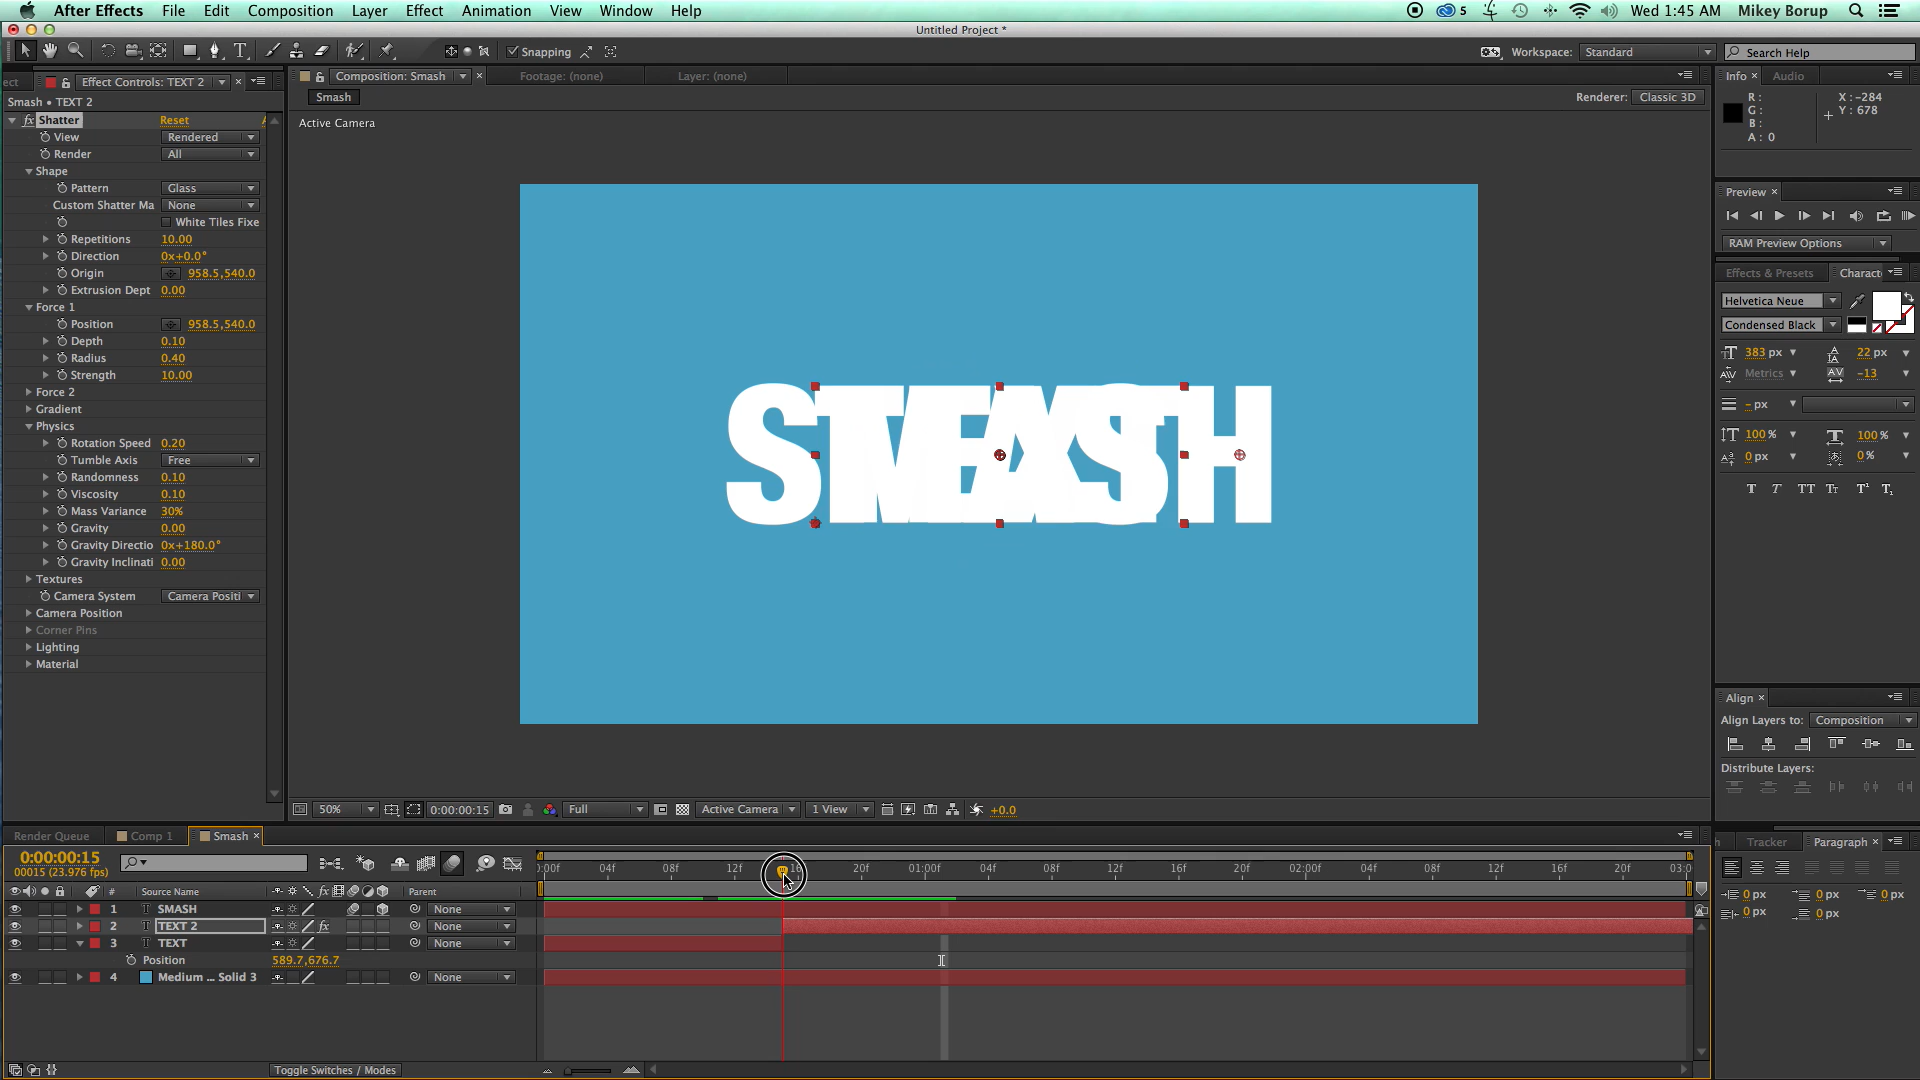 After Effects File Edit Composition Layer Effect Animation View Window Help 5 Wed 1:45 AM Mikey Borup
Untitled Project *
Snapping Workspace: Standard Search Help
ect Effect Controls: TEXT 2 Composition: Smash Footage: (none) Layer: (none) Info Audio
Smash • TEXT 2 Smash Renderer: Classic 3D
Active Camera
R: X: -284
G: Y: 678
B:
A: 0
fx Shatter Reset A
View Rendered
Render All
Shape
Pattern Glass
Custom Shatter Ma None
White Tiles Fixe
Repetitions 10.00
Direction 0x+0.0°
Origin 958.5,540.0
Extrusion Dept 0.00
Force 1
Position 958.5,540.0
Depth 0.10
Radius 0.40
Strength 10.00
Force 2
Gradient
Physics
Rotation Speed 0.20
Tumble Axis Free
Randomness 0.10
Viscosity 0.10
Mass Variance 30%
Gravity 0.00
Gravity Directio 0x+180.0°
Gravity Inclinati 0.00
Textures
Camera System Camera Positi
Camera Position
Corner Pins
Lighting
Material
SMASH
TEXT
Preview
RAM Preview Options
Effects & Presets Charact
Helvetica Neue
Condensed Black
383 px 22 px
Metrics -13
- px
100 % 100 %
0 px 0 %
T T TT Tt T¹ T₁
Align
Align Layers to: Composition
Distribute Layers:
50% 0:00:00:15 Full Active Camera 1 View +0.0
Render Queue Comp 1 Smash
0:00:00:15
00015 (23.976 fps)
:00f 04f 08f 12f 16 20f 01:00f 04f 08f 12f 16f 20f 02:00f 04f 08f 12f 16f 20f 03:0
# Source Name fx Parent
1 T SMASH None
2 T TEXT 2 fx None
3 T TEXT None
Position 589.7,676.7
4 Medium ... Solid 3 None
Toggle Switches / Modes
h Tracker Paragraph
0 px 0 px 0 px
0 px 0 px